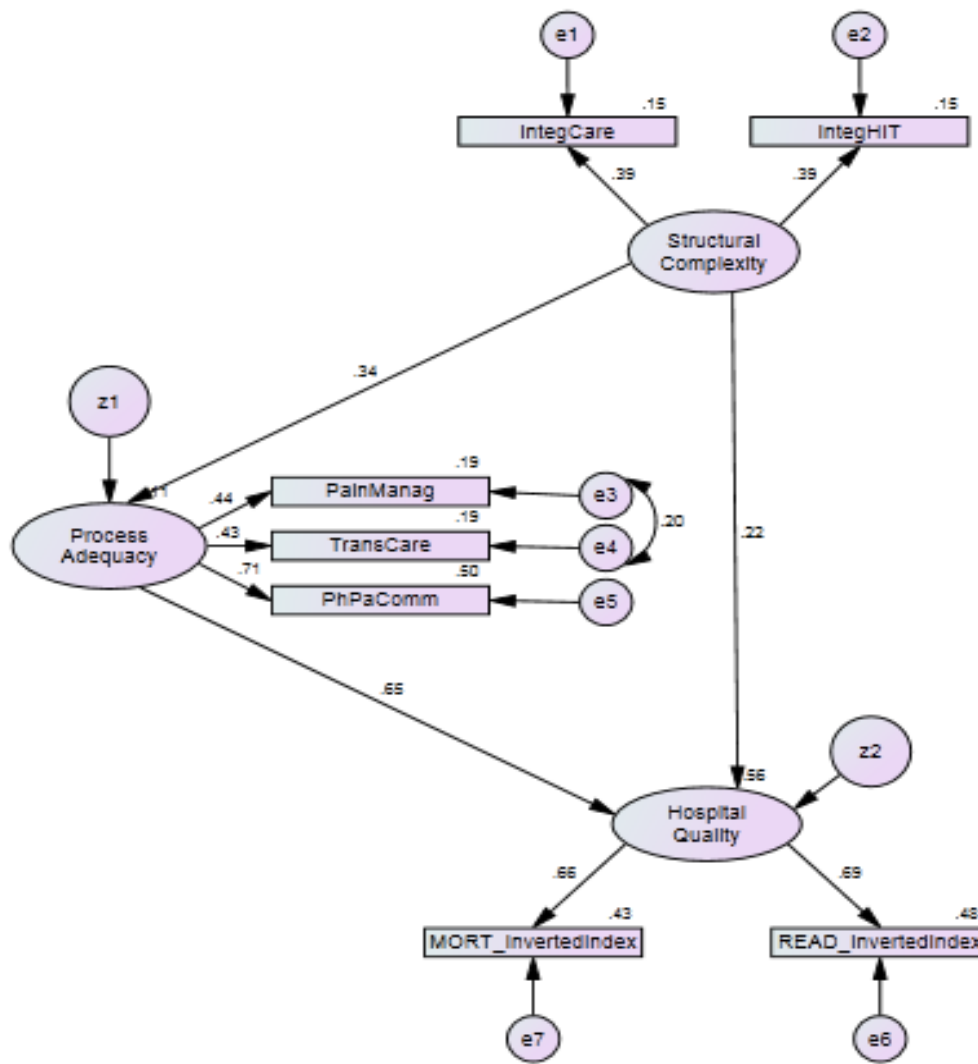 e1
e2
.15
.15
IntegCare
IntegHIT
.39
.39
Structural
Complexity
.34
z1
.19
.11
.44
PainManag
e3
.20
.19
Process
Adequacy
.43
TransCare
e4
.22
.50
.71
PhPaComm
e5
.65
z2
.56
Hospital
Quality
.66
.69
.43
.48
MORT_InvertedIndex
READ_InvertedIndex
e7
e6